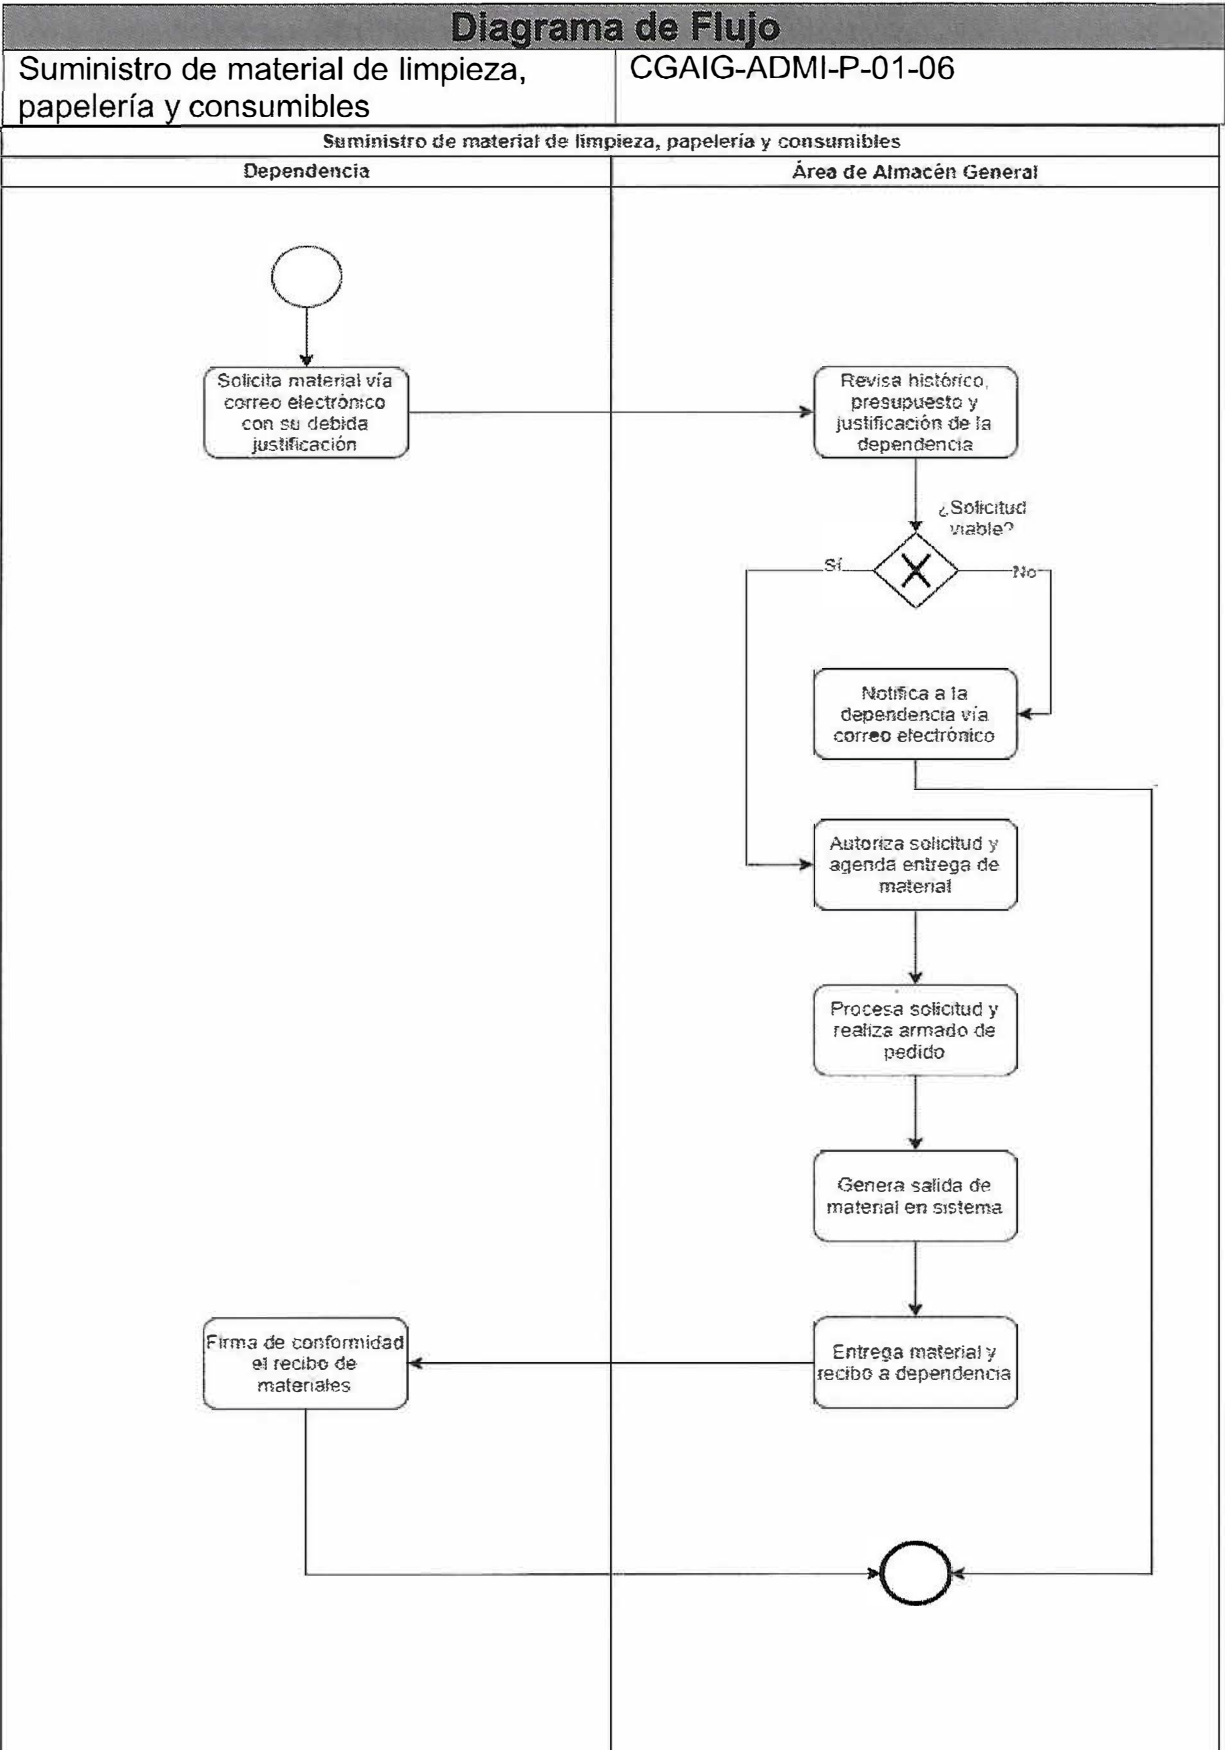 Diagrama de Flujo
Suministro de material de limpieza,
papelería y consumibles
CGAIG-ADMI-P-01-06
Suministro de material de limpieza, papelería y consumibles
Dependencia
Área de Almacén General
Solicita material vía
correo electrónico
con su debida
justificación
Revisa histórico,
presupuesto y
justificación de la
dependencia
¿Solicitud
viable?
Sí
No
Notifica a la
dependencia vía
correo electrónico
Autoriza solicitud y
agenda entrega de
material
Procesa solicitud y
realiza armado de
pedido
Genera salida de
material en sistema
Entrega material y
recibo a dependencia
Firma de conformidad
el recibo de
materiales